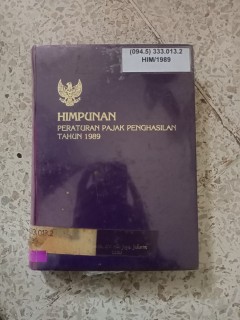 (094.5) 333.013.2
HIM/1989
HIMPUNAN
PERATURAN PAJAK PENGHASILAN
TAHUN 1989